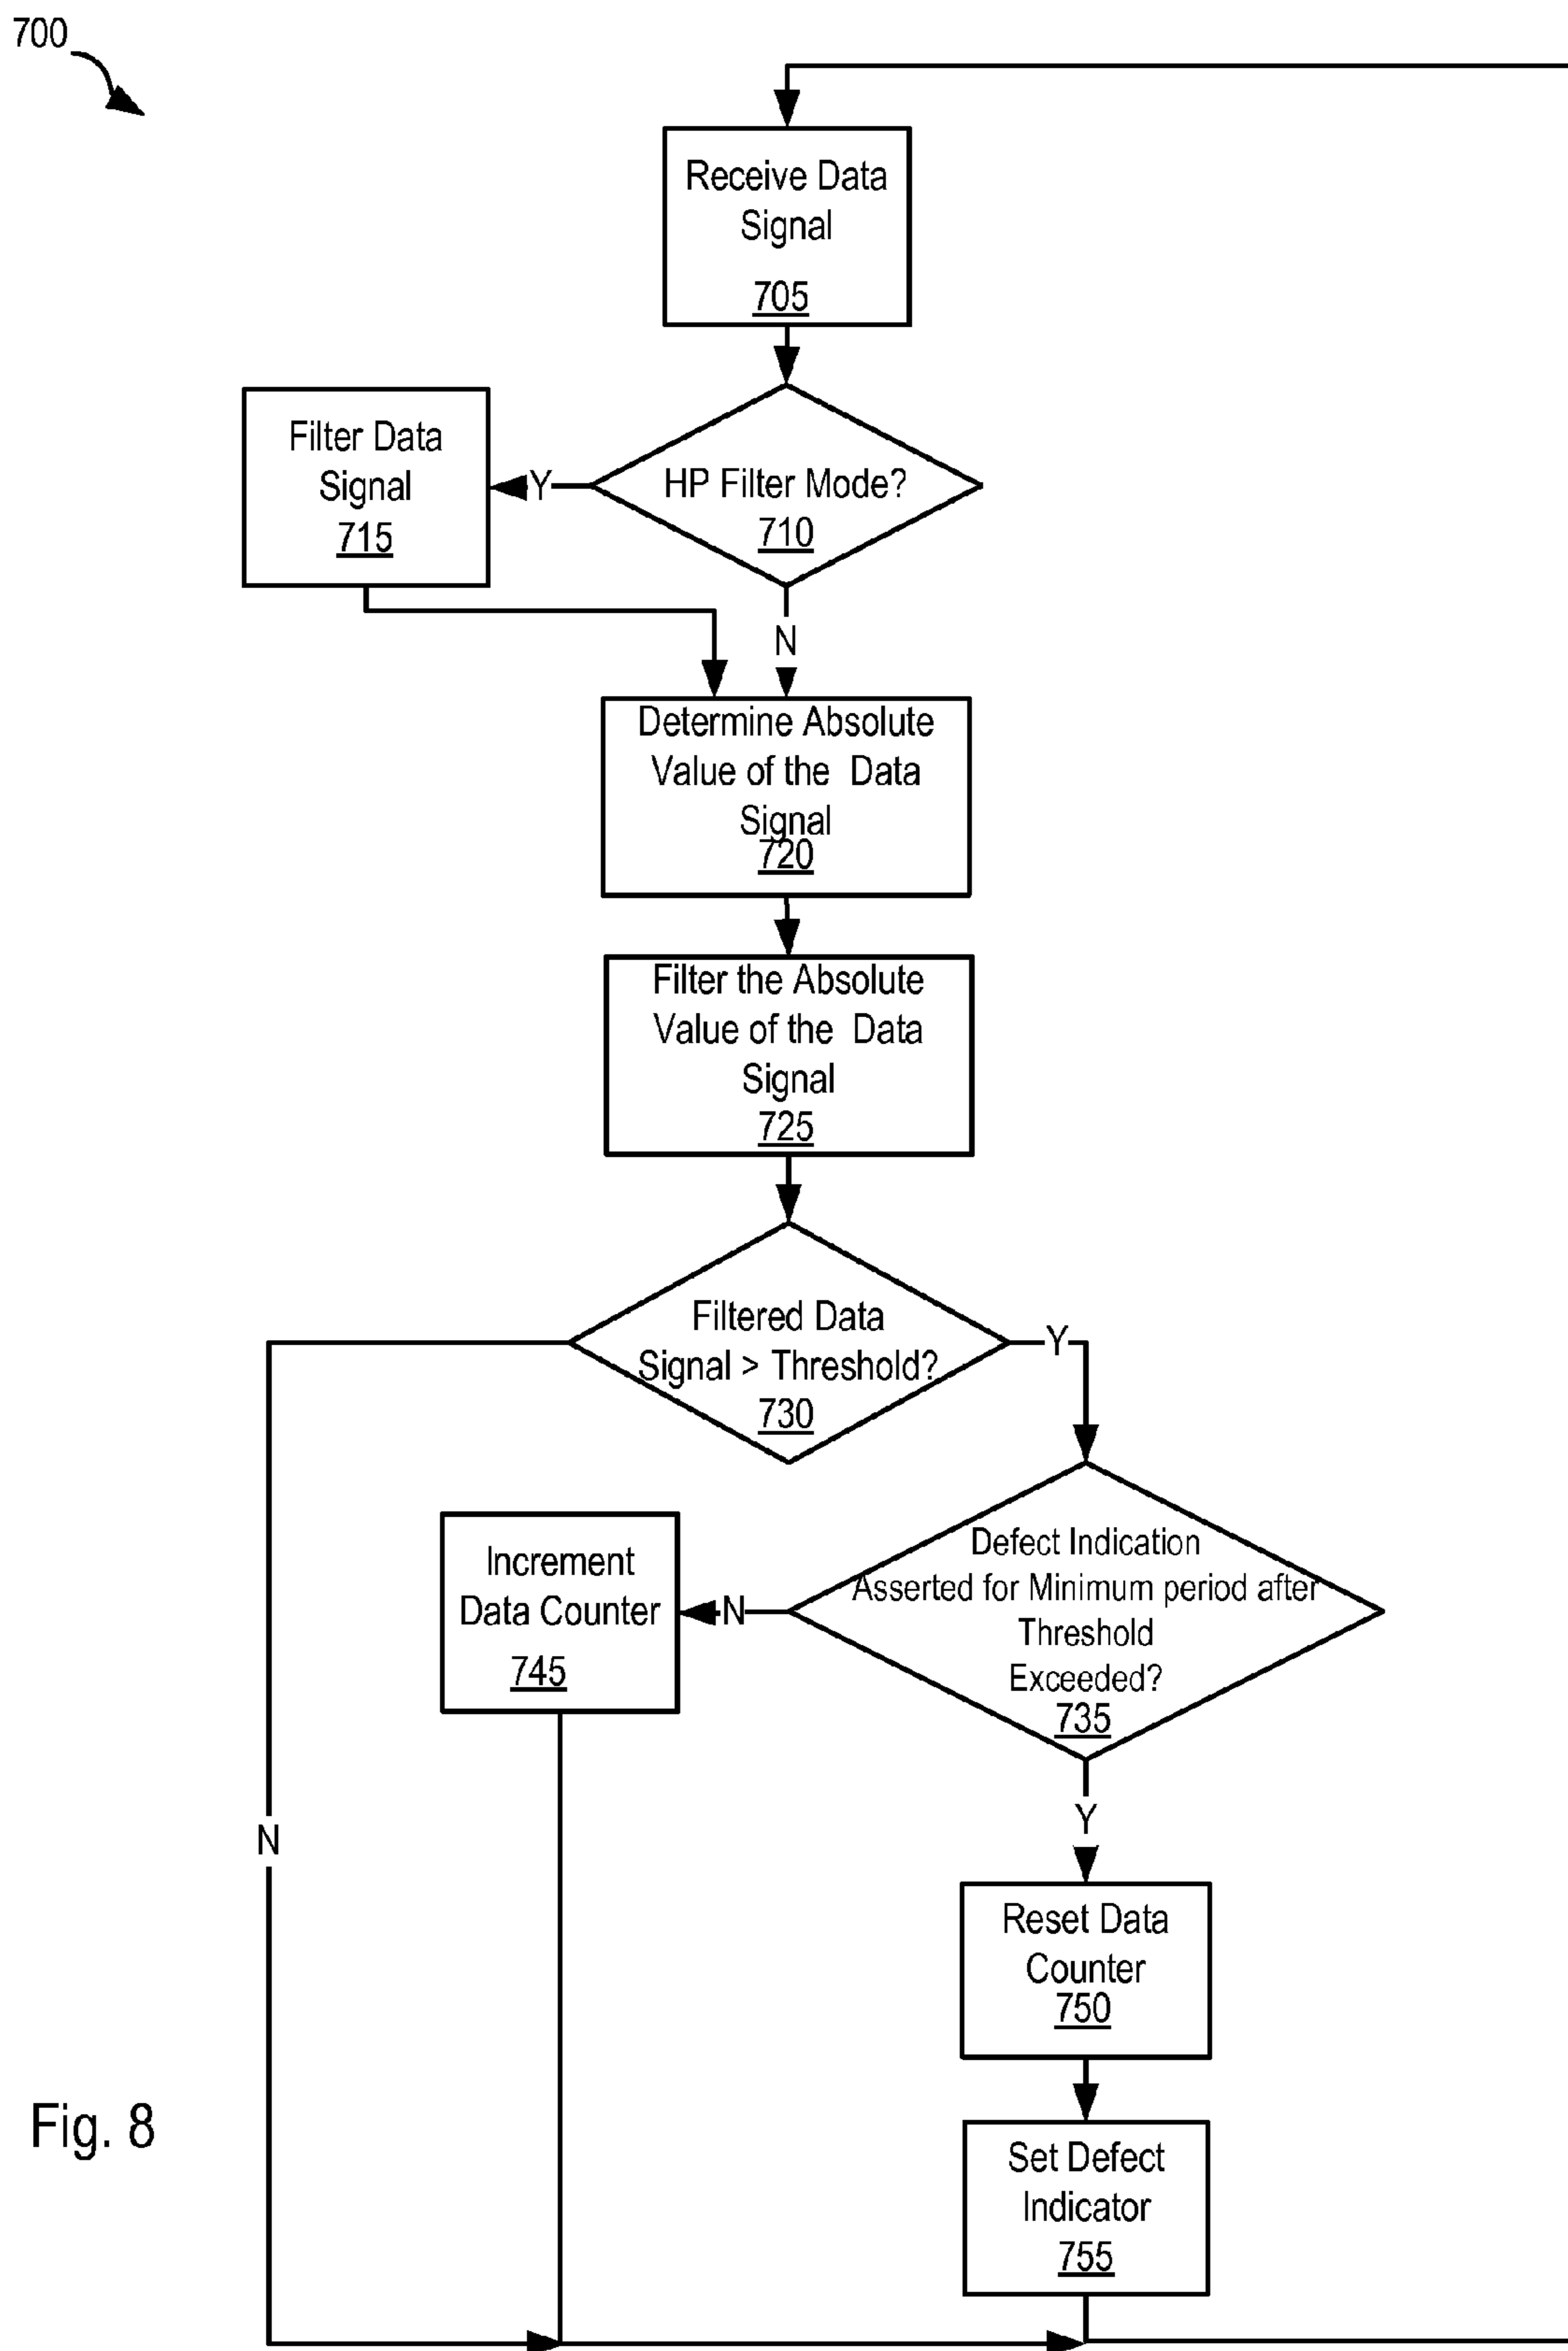 700
Receive Data
Signal
705
Filter Data
Signal
715
Y
HP Filter Mode?
710
N
Determine Absolute
Value of the Data
Signal
720
Filter the Absolute
Value of the Data
Signal
725
Filtered Data
Signal > Threshold?
730
Y
Increment
Data Counter
745
N
Defect Indication
Asserted for Minimum period after
Threshold
Exceeded?
735
N
Y
Reset Data
Counter
750
Fig. 8
Set Defect
Indicator
755